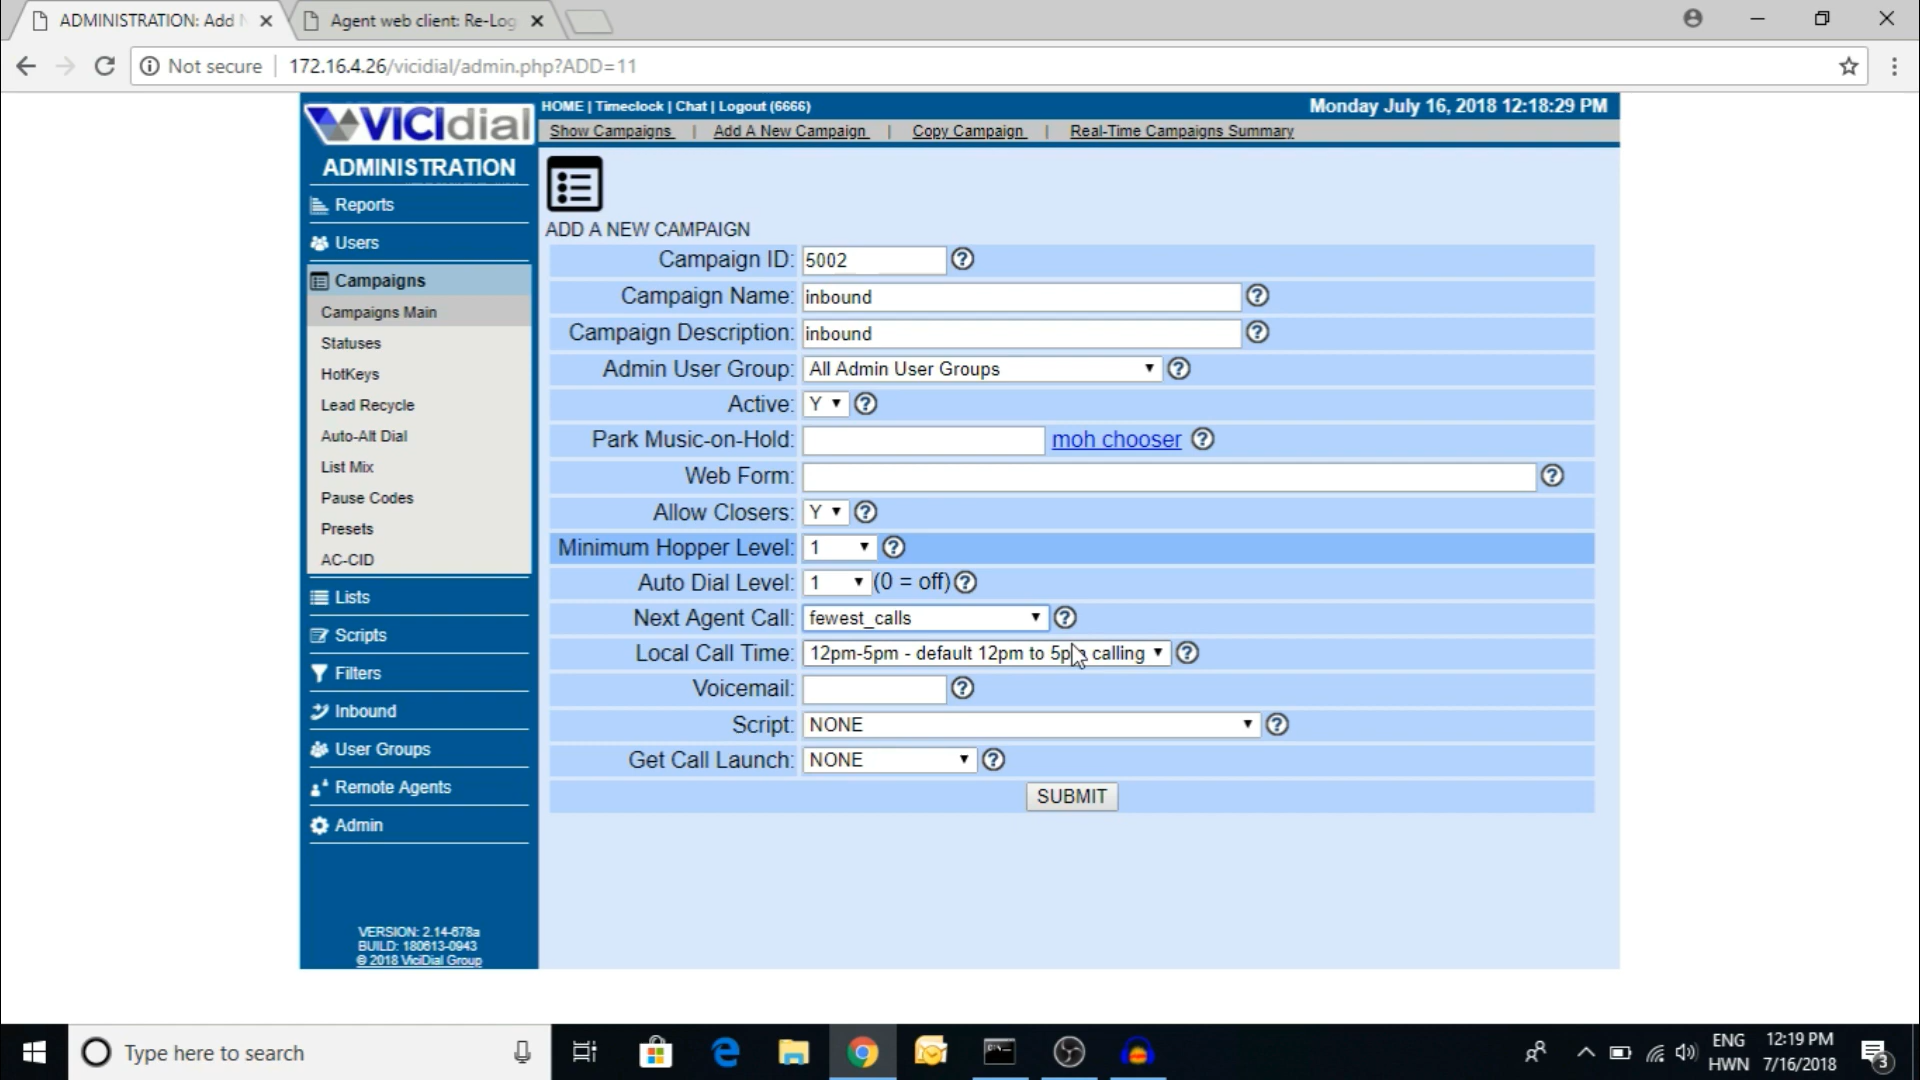 ADMINISTRATION: Add N
Agent web client: Re-Log
Not secure
172.16.4.26/vicidial/admin.php?ADD=11
VICIdial
HOME | Timeclock | Chat | Logout (6666)
Monday July 16, 2018 12:18:29 PM
Show Campaigns | Add A New Campaign | Copy Campaign | Real-Time Campaigns Summary
ADMINISTRATION
Reports
Users
Campaigns
Campaigns Main
Statuses
HotKeys
Lead Recycle
Auto-Alt Dial
List Mix
Pause Codes
Presets
AC-CID
Lists
Scripts
Filters
Inbound
User Groups
Remote Agents
Admin
VERSION: 2.14-678a
BUILD: 180613-0943
© 2018 ViciDial Group
ADD A NEW CAMPAIGN
Campaign ID: 5002
Campaign Name: inbound
Campaign Description: inbound
Admin User Group: All Admin User Groups
Active: Y
Park Music-on-Hold: moh chooser
Web Form:
Allow Closers: Y
Minimum Hopper Level: 1
Auto Dial Level: 1 (0 = off)
Next Agent Call: fewest_calls
Local Call Time: 12pm-5pm - default 12pm to 5pm calling
Voicemail:
Script: NONE
Get Call Launch: NONE
SUBMIT
Type here to search
ENG
HWN
12:19 PM
7/16/2018
3